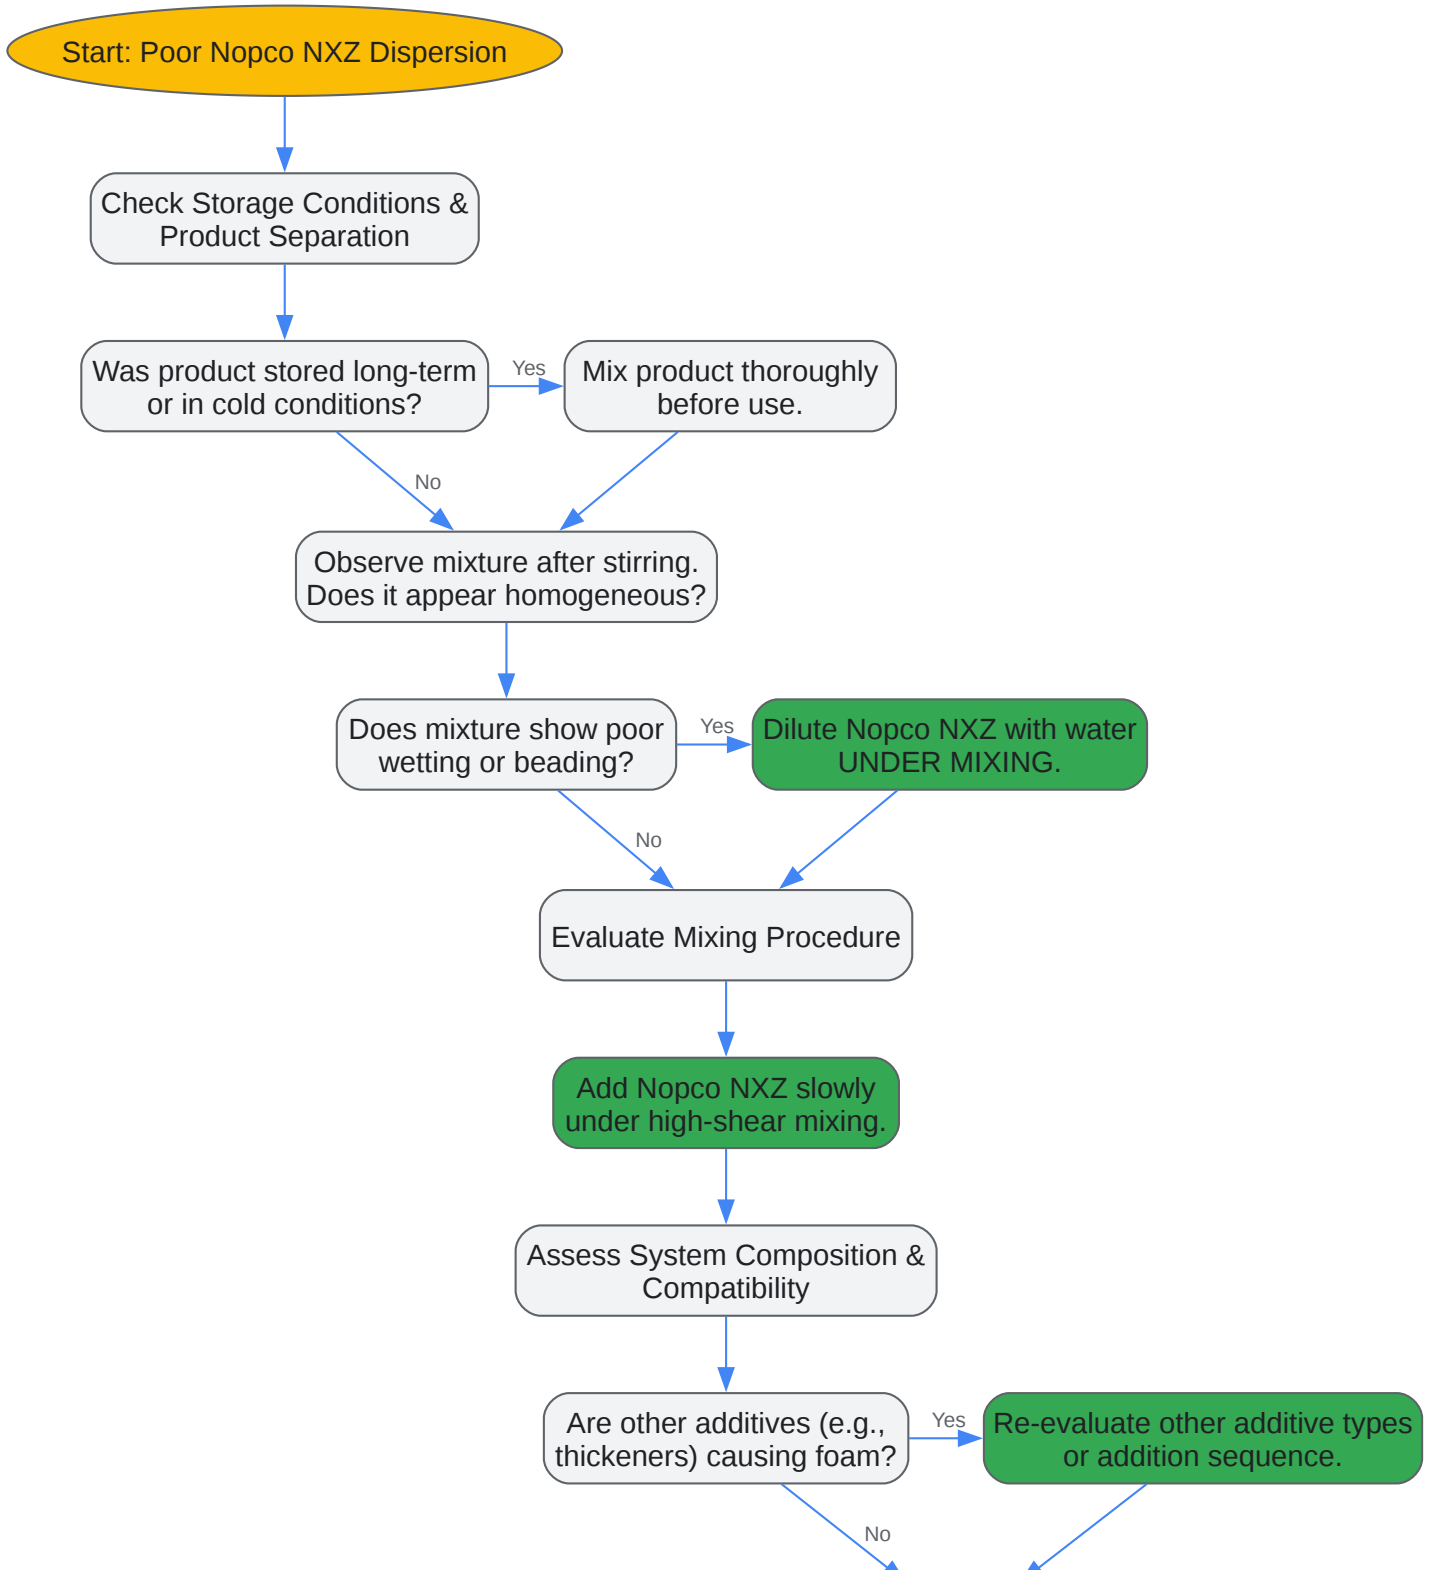 Start: Poor Nopco NXZ Dispersion
Check Storage Conditions &
Product Separation
Was product stored long-term
or in cold conditions?
Yes
Mix product thoroughly
before use.
No
Observe mixture after stirring.
Does it appear homogeneous?
Does mixture show poor
wetting or beading?
Yes
Dilute Nopco NXZ with water
UNDER MIXING.
No
Evaluate Mixing Procedure
Add Nopco NXZ slowly
under high-shear mixing.
Assess System Composition &
Compatibility
Are other additives (e.g.,
thickeners) causing foam?
Yes
Re-evaluate other additive types
or addition sequence.
No